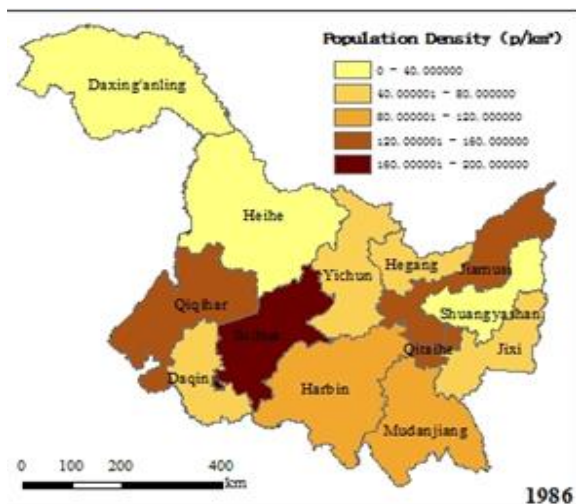 Population Density (p/km²)
0 - 40.000000
40.000001 - 80.000000
80.000001 - 120.000000
120.000001 - 160.000000
160.000001 - 200.000000
Daxing'anling
Heihe
Yichun
Hegang
Jiamusi
Qiqihar
Shuangyashan
Qitaihe
Jixi
Daqin
Harbin
Mudanjiang
0 100 200 400
km
1986